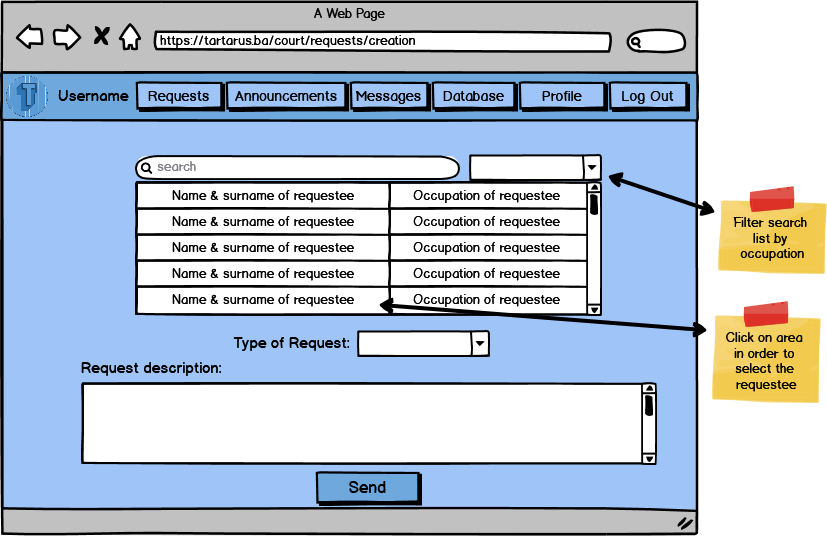 A Web Page
https://tartarus.ba/court/requests/creation
T
Username
Requests
Announcements
Messages
Database
Profile
Log Out
search
Name & surname of requestee
Occupation of requestee
Name & surname of requestee
Occupation of requestee
Name & surname of requestee
Occupation of requestee
Name & surname of requestee
Occupation of requestee
Name & surname of requestee
Occupation of requestee
Filter search
list by
occupation
Click on area
in order to
select the
requestee
Type of Request:
Request description:
Send